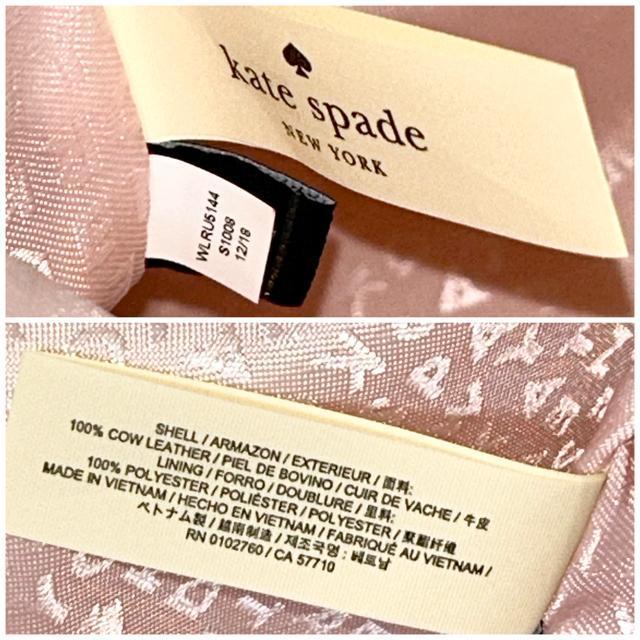 kate spade
NEW YORK
WLRU5144
S1008
12/18
SHELL / ARMAZON / EXTERIEUR / 面料:
100% COW LEATHER / PIEL DE BOVINO / CUIR DE VACHE / 牛皮
LINING / FORRO / DOUBLURE / 里料:
100% POLYESTER / POLIÉSTER / POLYESTER / 聚酯纤维
MADE IN VIETNAM / HECHO EN VIETNAM / FABRIQUÉ AU VIETNAM /
ベトナム製 / 越南制造 / 제조국명 : 베트남
RN 0102760 / CA 57710